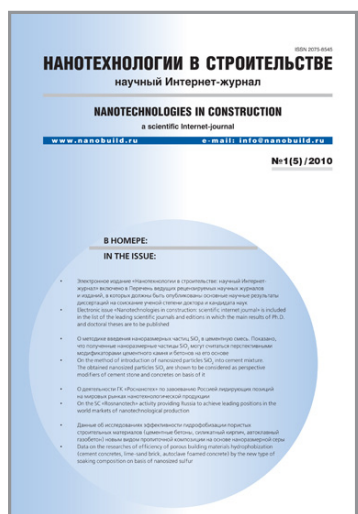 ISSN 2075-8545
НАНОТЕХНОЛОГИИ В СТРОИТЕЛЬСТВЕ
научный Интернет-журнал
NANOTECHNOLOGIES IN CONSTRUCTION
a scientific Internet-journal
www.nanobuild.ru e-mail: info@nanobuild.ru
№1(5)/2010
В НОМЕРЕ:
IN THE ISSUE:
• Электронное издание «Нанотехнологии в строительстве: научный Интернет-
журнал» включено в Перечень ведущих рецензируемых научных журналов
и изданий, в которых должны быть опубликованы основные научные результаты
диссертаций на соискание ученой степени доктора и кандидата наук
• Electronic issue «Nanotechnologies in construction: scientific internet journal» is included
in the list of the leading scientific journals and editions in which the main results of Ph.D.
and doctoral theses are to be published
• О методике введения наноразмерных частиц SiO₂ в цементную смесь. Показано,
что полученные наноразмерные частицы SiO₂ могут считаться перспективными
модификаторами цементного камня и бетонов на его основе
• On the method of introduction of nanosized particles SiO₂ into cement mixture.
The obtained nanosized particles SiO₂ are shown to be considered as perspective
modifiers of cement stone and concretes on basis of it
• О деятельности ГК «Роснанотех» по завоеванию Россией лидирующих позиций
на мировых рынках нанотехнологической продукции
• On the SC «Rosnanotech» activity providing Russia to achieve leading positions in the
world markets of nanotechnological production
• Данные об исследованиях эффективности гидрофобизации пористых
строительных материалов (цементные бетоны, силикатный кирпич, автоклавный
газобетон) новым видом пропиточной композиции на основе наноразмерной серы
• Data on the researches of efficiency of porous building materials hydrophobization
(cement concretes, lime-sand brick, autoclave foamed concrete) by the new type of
soaking composition on basis of nanosized sulfur